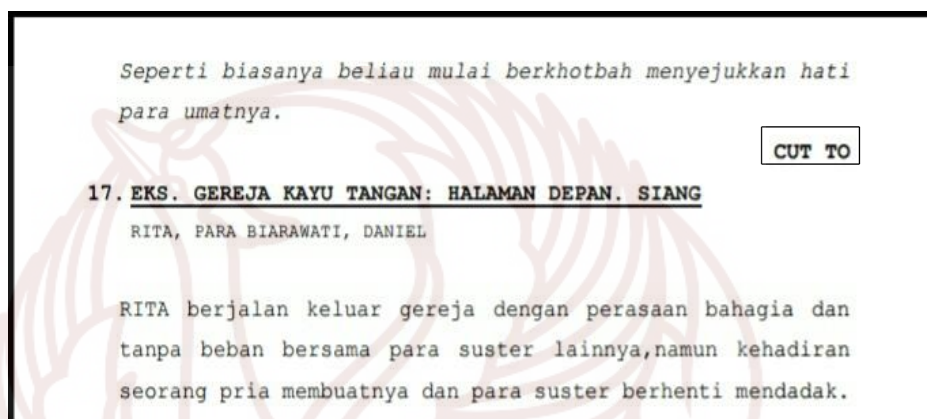 Seperti biasanya beliau mulai berkhotbah menyejukkan hati
para umatnya.
CUT TO
17. EKS. GEREJA KAYU TANGAN: HALAMAN DEPAN. SIANG
RITA, PARA BIARAWATI, DANIEL
RITA berjalan keluar gereja dengan perasaan bahagia dan
tanpa beban bersama para suster lainnya,namun kehadiran
seorang pria membuatnya dan para suster berhenti mendadak.